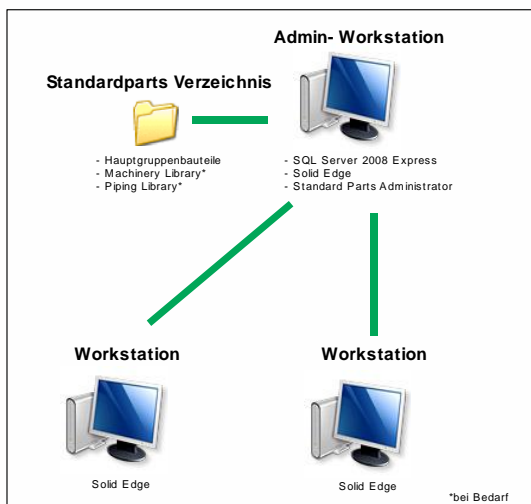 Admin- Workstation
Standardparts Verzeichnis
- Hauptgruppenbauteile
- Machinery Library*
- Piping Library*
- SQL Server 2008 Express
- Solid Edge
- Standard Parts Administrator
Workstation
Workstation
Solid Edge
Solid Edge
*bei Bedarf